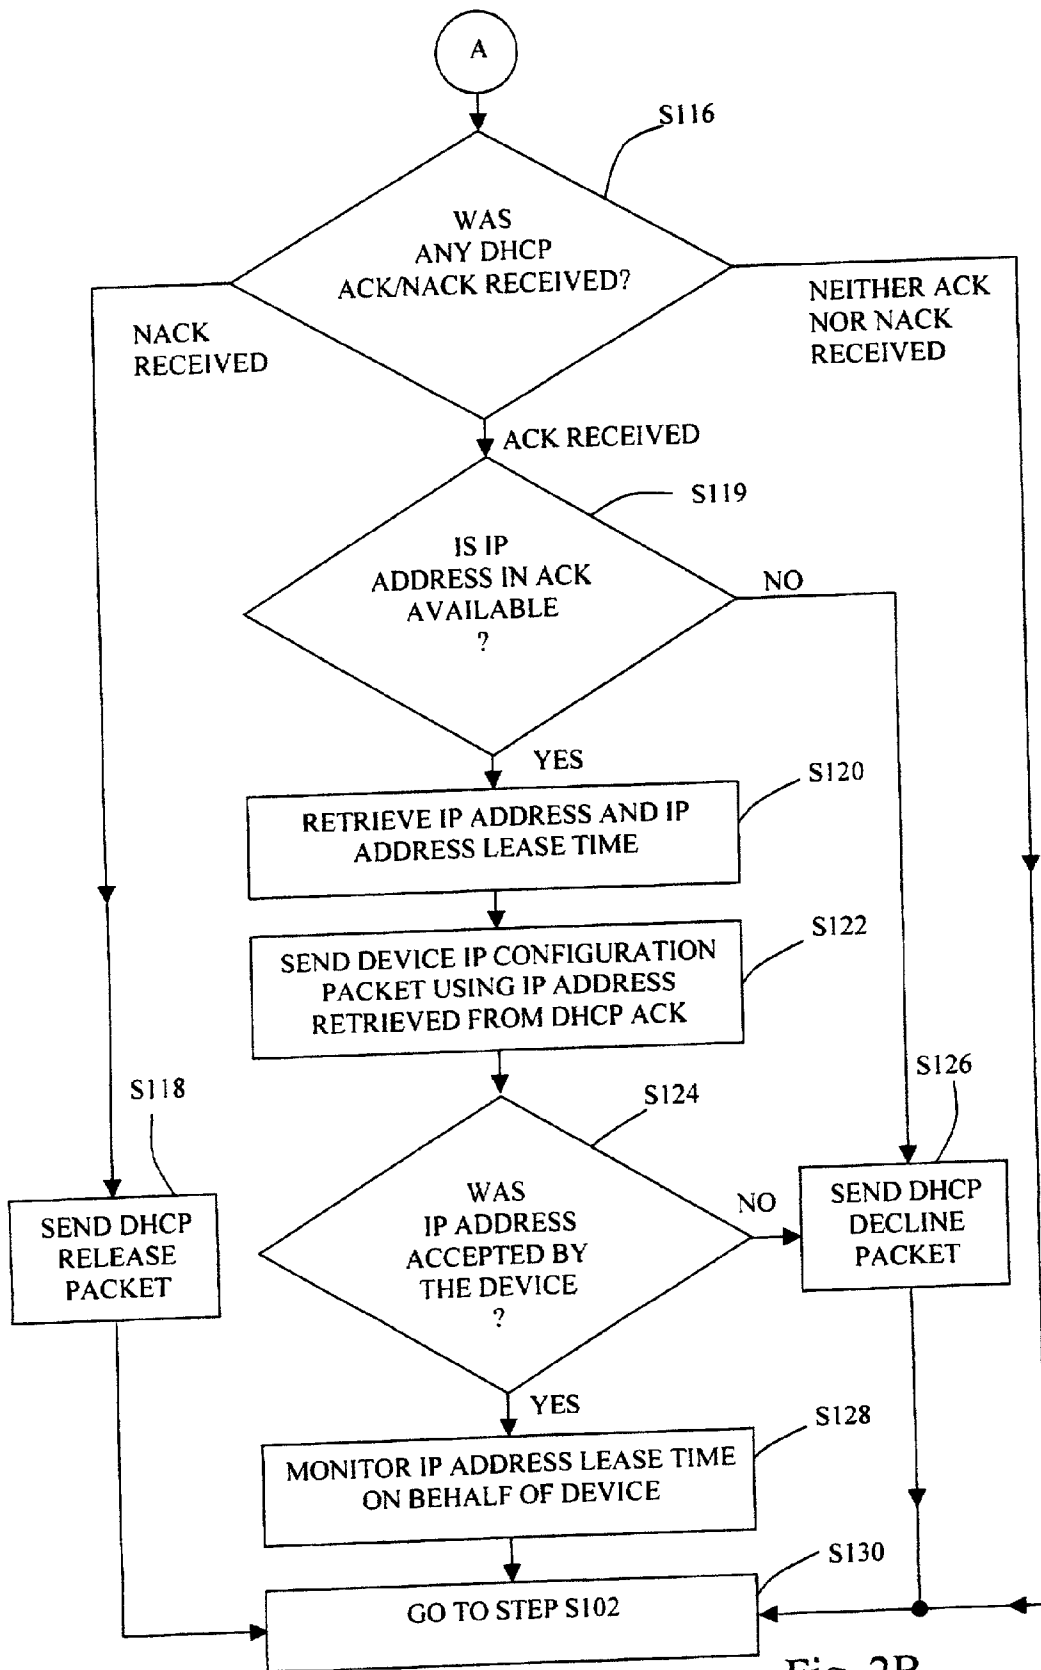 A
S116
WAS
ANY DHCP
ACK/NACK RECEIVED?
NACK
RECEIVED
NEITHER ACK
NOR NACK
RECEIVED
ACK RECEIVED
S119
IS IP
ADDRESS IN ACK
AVAILABLE
?
NO
YES
S120
RETRIEVE IP ADDRESS AND IP
ADDRESS LEASE TIME
S122
SEND DEVICE IP CONFIGURATION
PACKET USING IP ADDRESS
RETRIEVED FROM DHCP ACK
S118
S124
S126
SEND DHCP
RELEASE
PACKET
WAS
IP ADDRESS
ACCEPTED BY
THE DEVICE
?
NO
SEND DHCP
DECLINE
PACKET
YES
S128
MONITOR IP ADDRESS LEASE TIME
ON BEHALF OF DEVICE
S130
GO TO STEP S102
Fig. 2B